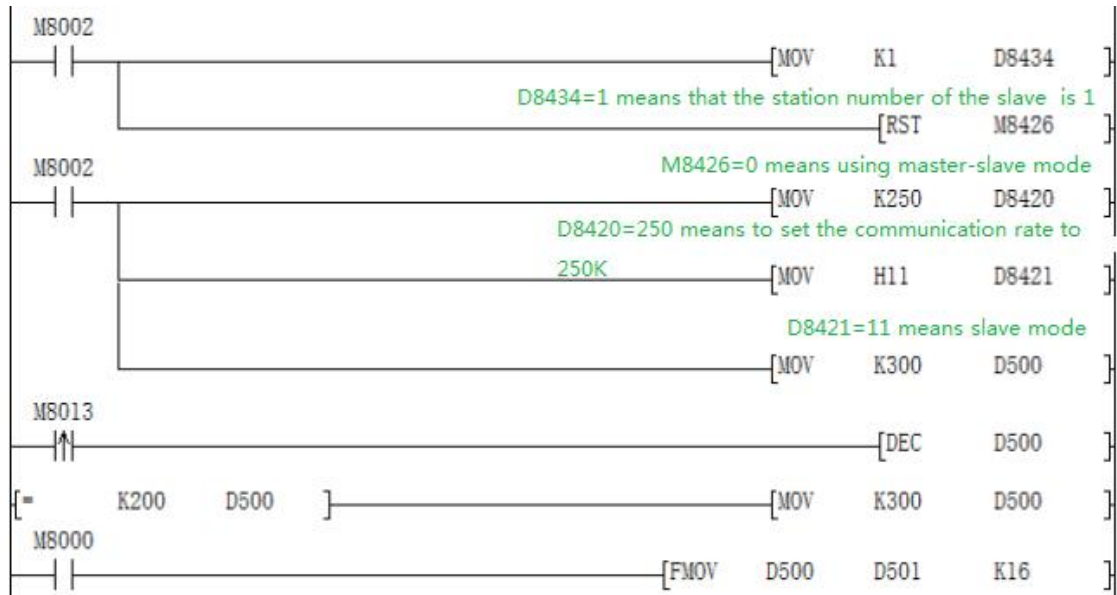 M8002
[MOV K1 D8434 ]
D8434=1 means that the station number of the slave is 1
[RST M8426 ]
M8426=0 means using master-slave mode
M8002
[MOV K250 D8420 ]
D8420=250 means to set the communication rate to
250K
[MOV H11 D8421 ]
D8421=11 means slave mode
[MOV K300 D500 ]
M8013
[DEC D500 ]
[= K200 D500 ] [MOV K300 D500 ]
M8000
[FMOV D500 D501 K16 ]